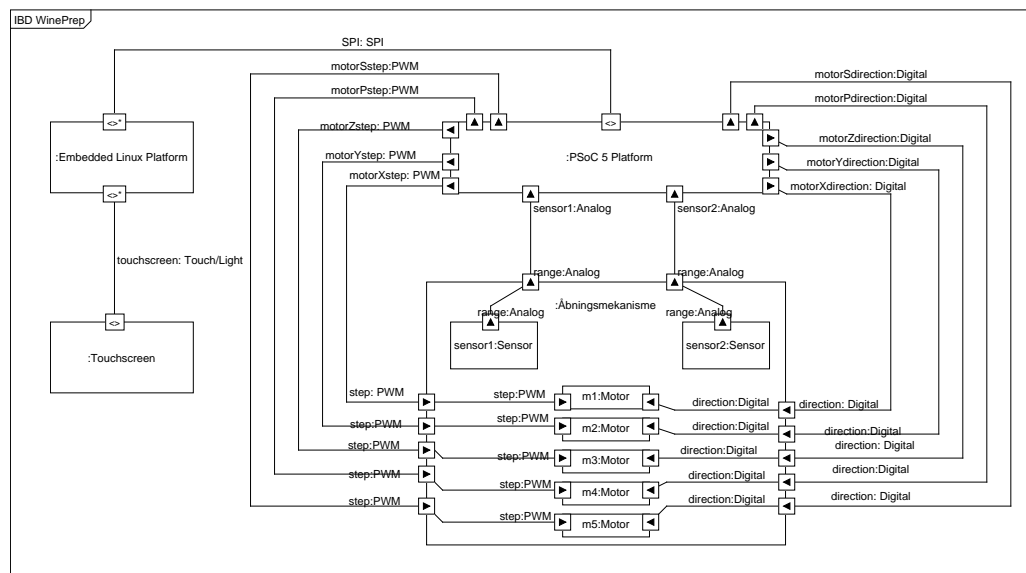 IBD WinePrep
SPI: SPI
motorSstep:PWM
motorSdirection:Digital
motorPstep:PWM
motorPdirection:Digital
<>*
<>
motorZstep: PWM
motorZdirection:Digital
:Embedded Linux Platform
:PSoC 5 Platform
motorYstep: PWM
motorYdirection:Digital
motorXstep: PWM
motorXdirection: Digital
<>*
sensor1:Analog
sensor2:Analog
touchscreen: Touch/Light
range:Analog
range:Analog
:Åbningsmekanisme
range:Analog
range:Analog
<>
sensor1:Sensor
sensor2:Sensor
:Touchscreen
step: PWM
step:PWM
m1:Motor
direction:Digital
direction: Digital
step:PWM
step:PWM
m2:Motor
direction:Digital
direction:Digital
step:PWM
step:PWM
m3:Motor
direction:Digital
direction: Digital
step:PWM
step:PWM
m4:Motor
direction:Digital
direction:Digital
step:PWM
step:PWM
m5:Motor
direction:Digital
direction: Digital